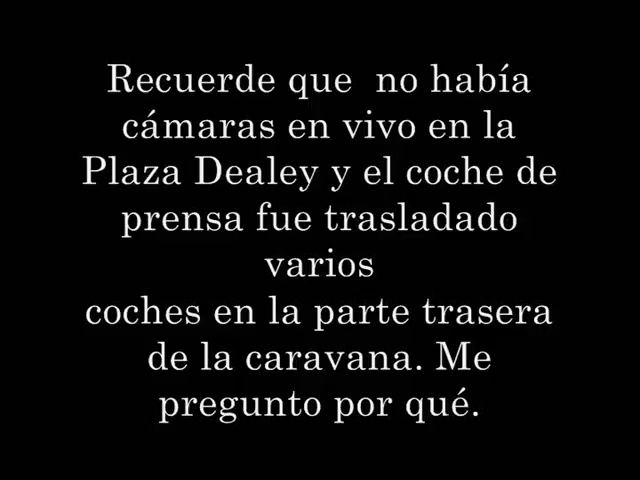 Recuerde que  no había
cámaras en vivo en la
Plaza Dealey y el coche de
prensa fue trasladado
varios
coches en la parte trasera
de la caravana. Me
pregunto por qué.